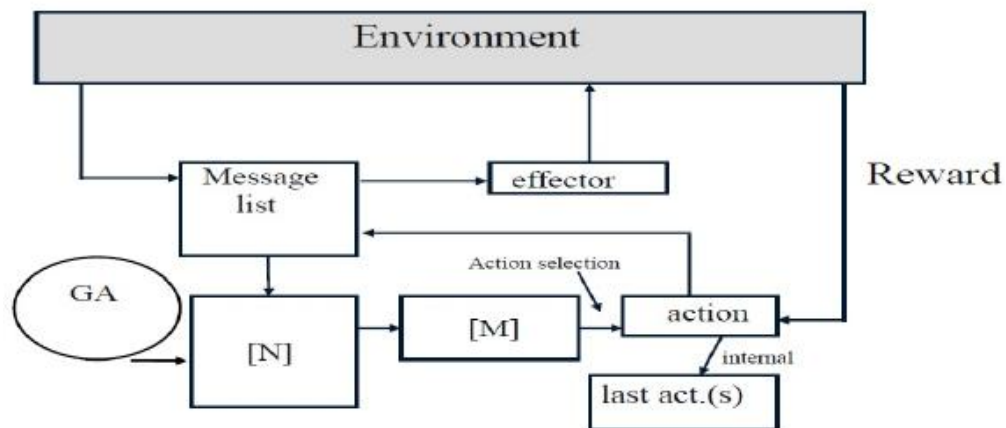 Environment
Message
list
effector
Reward
Action selection
GA
[N]
[M]
action
internal
last act.(s)